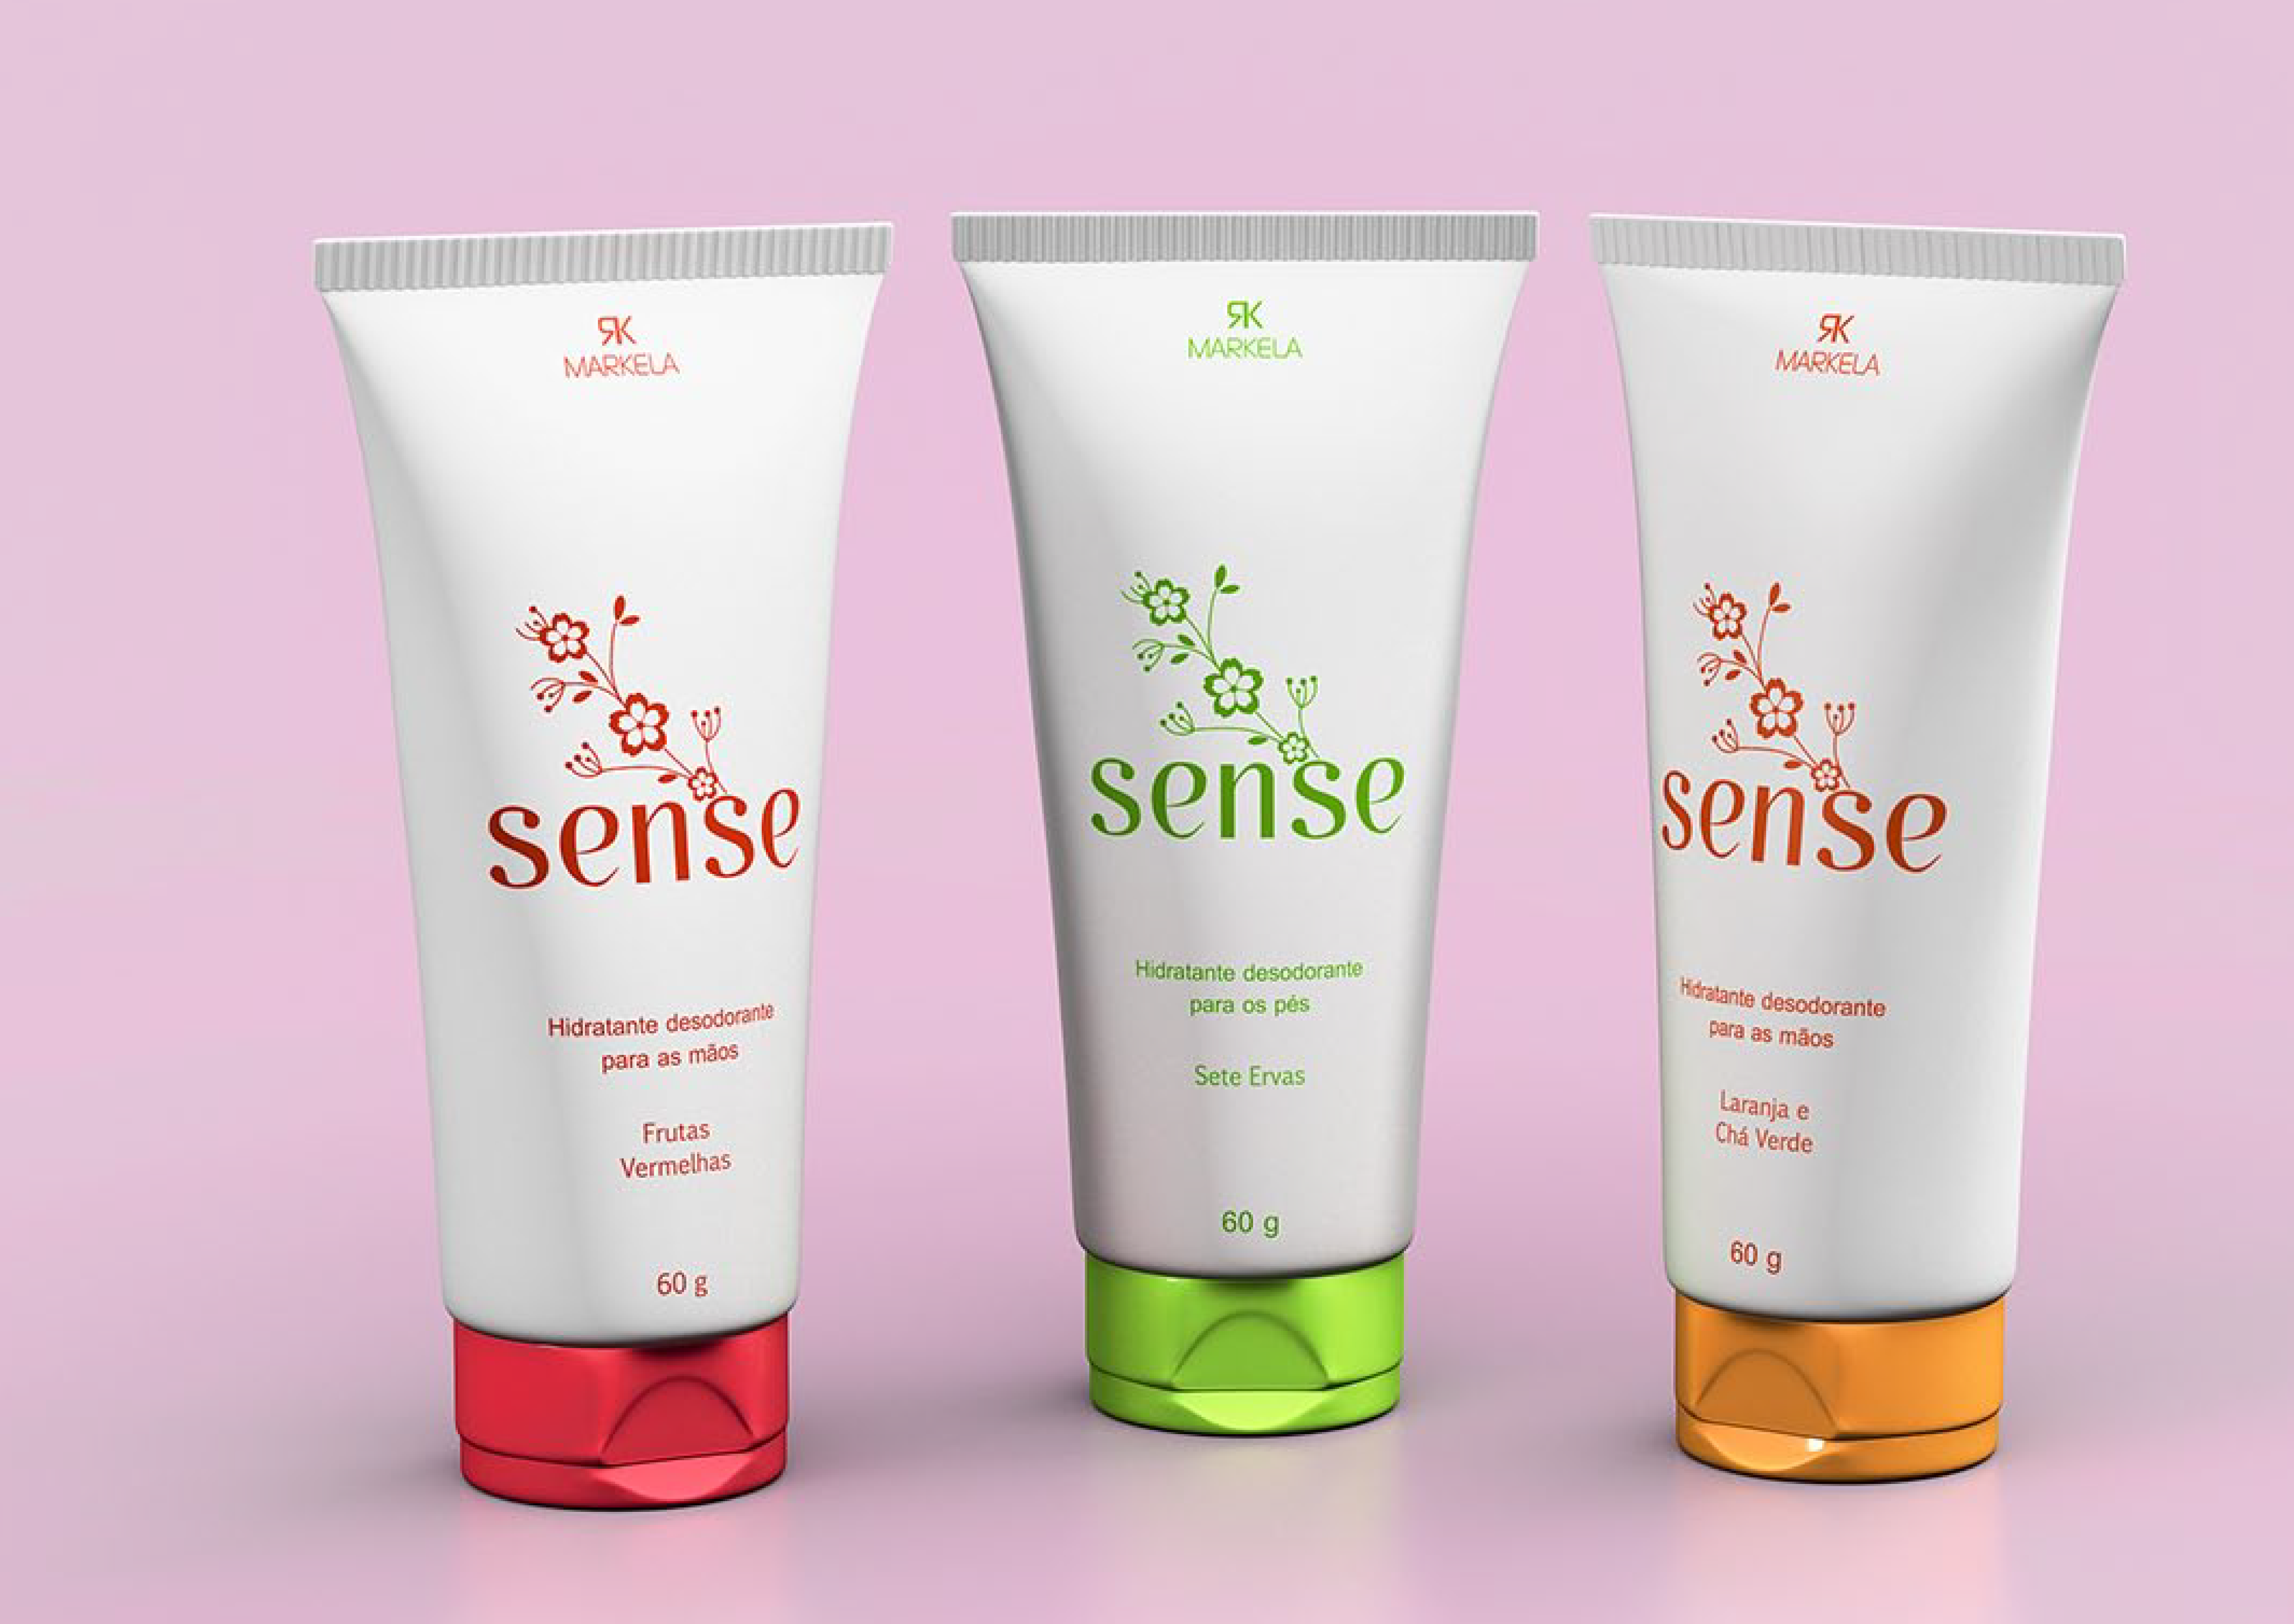 ЯK
MARKELA
sense
Hidratante desodorante
para as mãos
Frutas
Vermelhas
60 g
ЯK
MARKELA
sense
Hidratante desodorante
para os pés
Sete Ervas
60 g
ЯK
MARKELA
sense
Hidratante desodorante
para as mãos
Laranja e
Chá Verde
60 g